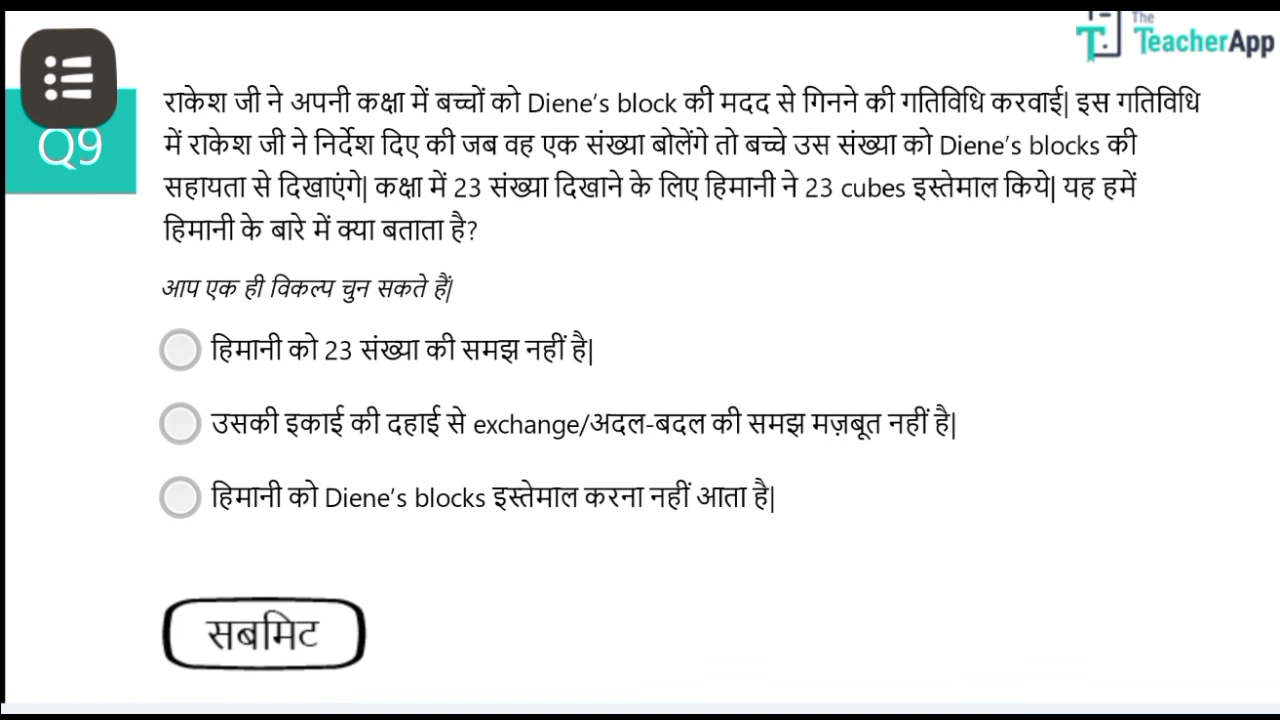 The
TeacherApp
Q9
राकेश जी ने अपनी कक्षा में बच्चों को Diene’s block की मदद से गिनने की गतिविधि करवाई| इस गतिविधि
में राकेश जी ने निर्देश दिए की जब वह एक संख्या बोलेंगे तो बच्चे उस संख्या को Diene’s blocks की
सहायता से दिखाएंगे| कक्षा में 23 संख्या दिखाने के लिए हिमानी ने 23 cubes इस्तेमाल किये| यह हमें
हिमानी के बारे में क्या बताता है?
आप एक ही विकल्प चुन सकते हैं|
हिमानी को 23 संख्या की समझ नहीं है|
उसकी इकाई की दहाई से exchange/अदल-बदल की समझ मज़बूत नहीं है|
हिमानी को Diene’s blocks इस्तेमाल करना नहीं आता है|
सबमिट